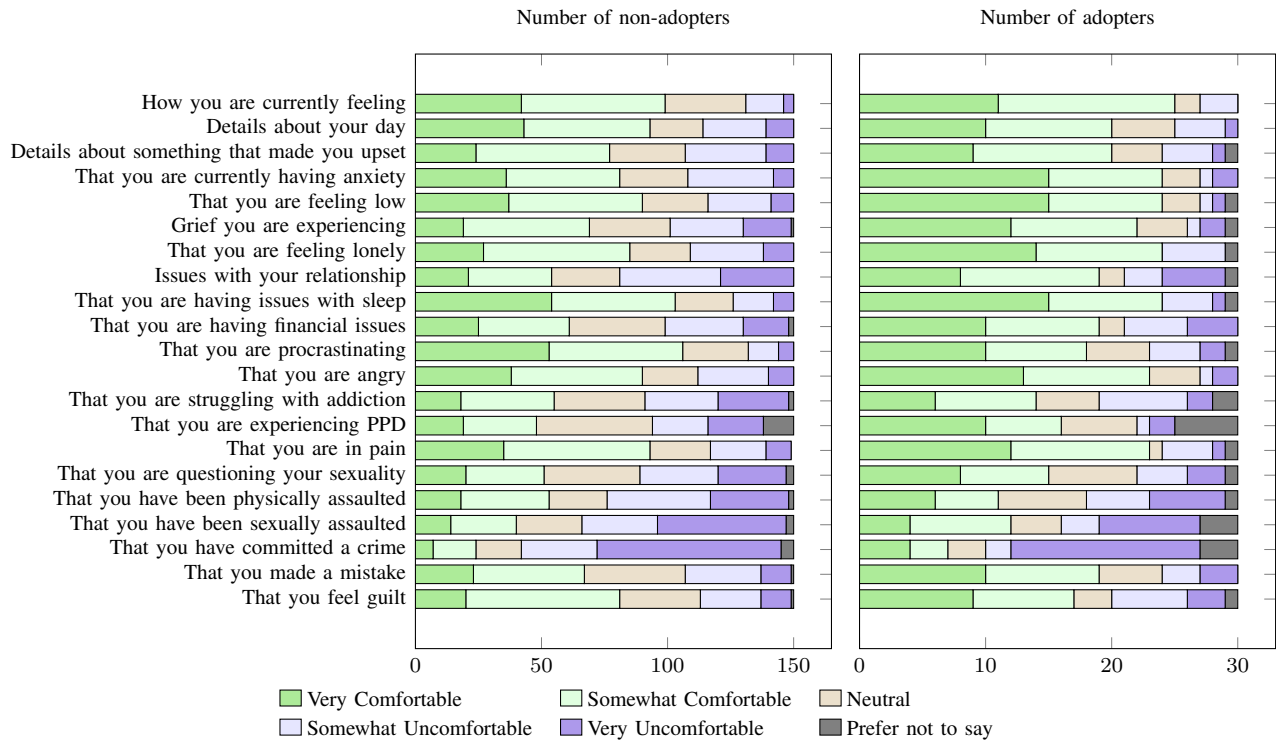 Number of non-adopters Number of adopters
How you are currently feeling
Details about your day
Details about something that made you upset
That you are currently having anxiety
That you are feeling low
Grief you are experiencing
That you are feeling lonely
Issues with your relationship
That you are having issues with sleep
That you are having financial issues
That you are procrastinating
That you are angry
That you are struggling with addiction
That you are experiencing PPD
That you are in pain
That you are questioning your sexuality
That you have been physically assaulted
That you have been sexually assaulted
That you have committed a crime
That you made a mistake
That you feel guilt
0 50 100 150 0 10 20 30
Very Comfortable Somewhat Comfortable Neutral
Somewhat Uncomfortable Very Uncomfortable Prefer not to say